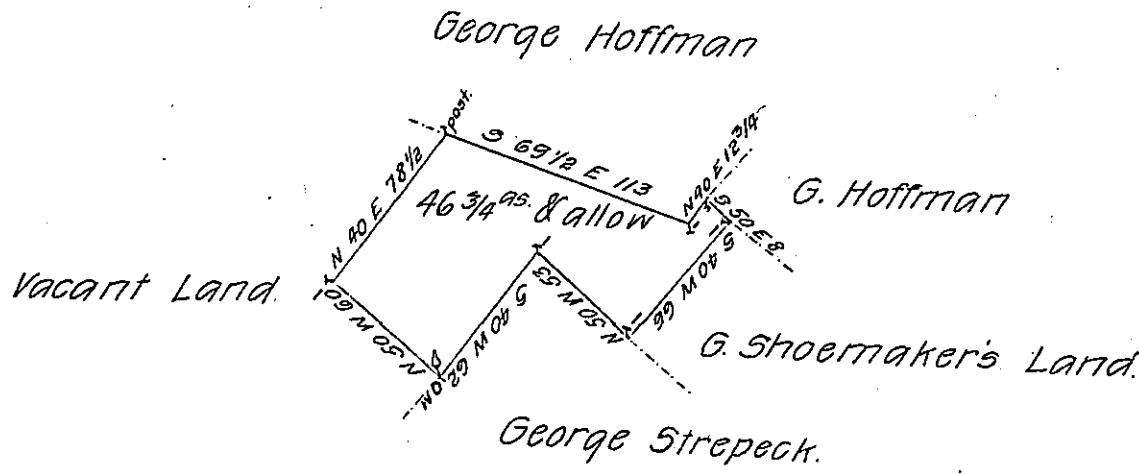 George Hoffman
post.
S 69 1/2 E 113
N 40 E 12 3/4
N 40 E 78 1/2
46 3/4 as. & allow
G. Hoffman
S 50 E 8
S 40 W 66
Vacant Land.
N 50 W 60
N 50 W 53
S 40 W 62
G. Shoemaker's Land.
George Strepeck.